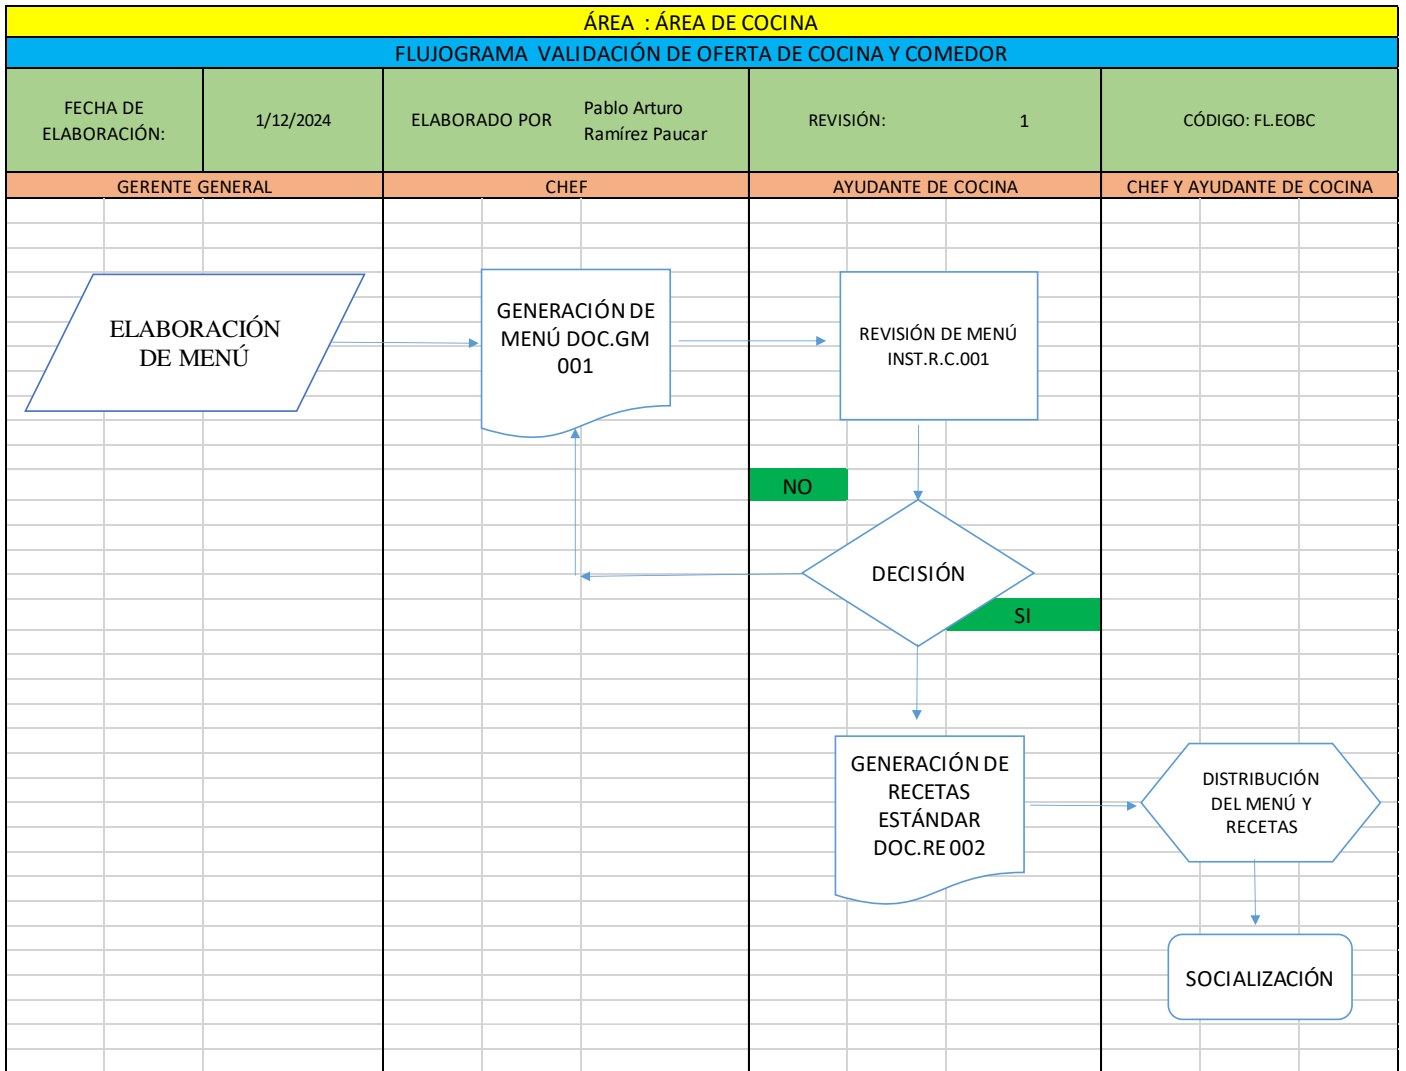 ÁREA : ÁREA DE COCINA
FLUJOGRAMA VALIDACIÓN DE OFERTA DE COCINA Y COMEDOR
FECHA DE
ELABORACIÓN:
1/12/2024
ELABORADO POR
Pablo Arturo
Ramírez Paucar
REVISIÓN:
1
CÓDIGO: FL.EOBC
GERENTE GENERAL
CHEF
AYUDANTE DE COCINA
CHEF Y AYUDANTE DE COCINA
ELABORACIÓN
DE MENÚ
GENERACIÓN DE
MENÚ DOC.GM
001
REVISIÓN DE MENÚ
INST.R.C.001
NO
DECISIÓN
SI
GENERACIÓN DE
RECETAS
ESTÁNDAR
DOC.RE 002
DISTRIBUCIÓN
DEL MENÚ Y
RECETAS
SOCIALIZACIÓN